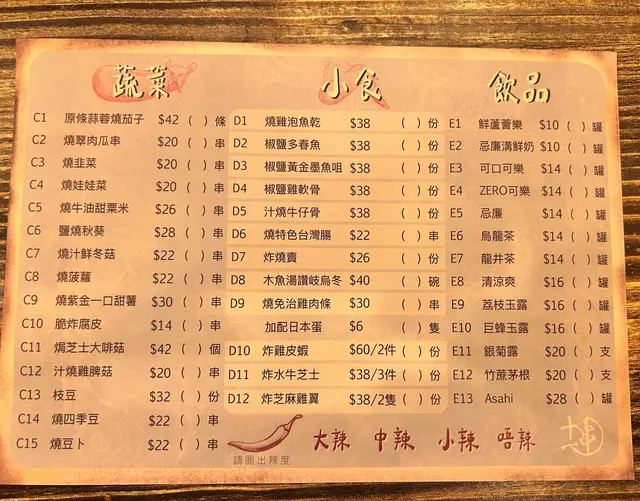 蔬菜
C1 原條蒜蓉燒茄子 $42 ( ) 條
C2 燒翠肉瓜串 $20 ( ) 串
C3 燒韭菜 $20 ( ) 串
C4 燒娃娃菜 $20 ( ) 串
C5 燒牛油甜粟米 $26 ( ) 串
C6 鹽燒秋葵 $28 ( ) 串
C7 燒汁鮮冬菇 $22 ( ) 串
C8 燒菠蘿 $22 ( ) 串
C9 燒紫金一口甜薯 $30 ( ) 串
C10 脆炸腐皮 $14 ( ) 串
C11 焗芝士大啡菇 $42 ( ) 個
C12 汁燒雞脾菇 $20 ( ) 串
C13 枝豆 $32 ( ) 份
C14 燒四季豆 $22 ( ) 串
C15 燒豆卜 $22 ( ) 串
小食
D1 燒雞泡魚乾 $38 ( ) 份
D2 椒鹽多春魚 $38 ( ) 份
D3 椒鹽黃金墨魚咀 $38 ( ) 份
D4 椒鹽雞軟骨 $38 ( ) 份
D5 汁燒牛仔骨 $38 ( ) 份
D6 燒特色台灣腸 $22 ( ) 串
D7 炸燒賣 $26 ( ) 份
D8 木魚湯讚岐烏冬 $40 ( ) 碗
D9 燒免治雞肉條 $30 ( ) 串
加配日本蛋 $6 ( ) 隻
D10 炸雞皮蝦 $60/2件 ( ) 份
D11 炸水牛芝士 $38/3件 ( ) 份
D12 炸芝麻雞翼 $38/2隻 ( ) 份
飲品
E1 鮮蘆薈樂 $10 ( ) 罐
E2 忌廉溝鮮奶 $10 ( ) 罐
E3 可口可樂 $14 ( ) 罐
E4 ZERO可樂 $14 ( ) 罐
E5 忌廉 $14 ( ) 罐
E6 烏龍茶 $14 ( ) 罐
E7 龍井茶 $14 ( ) 罐
E8 清涼爽 $16 ( ) 罐
E9 荔枝玉露 $16 ( ) 罐
E10 巨蜂玉露 $16 ( ) 罐
E11 銀菊露 $20 ( ) 支
E12 竹蔗茅根 $20 ( ) 支
E13 Asahi $28 ( ) 罐
大辣 中辣 小辣 唔辣
請圈出辣度